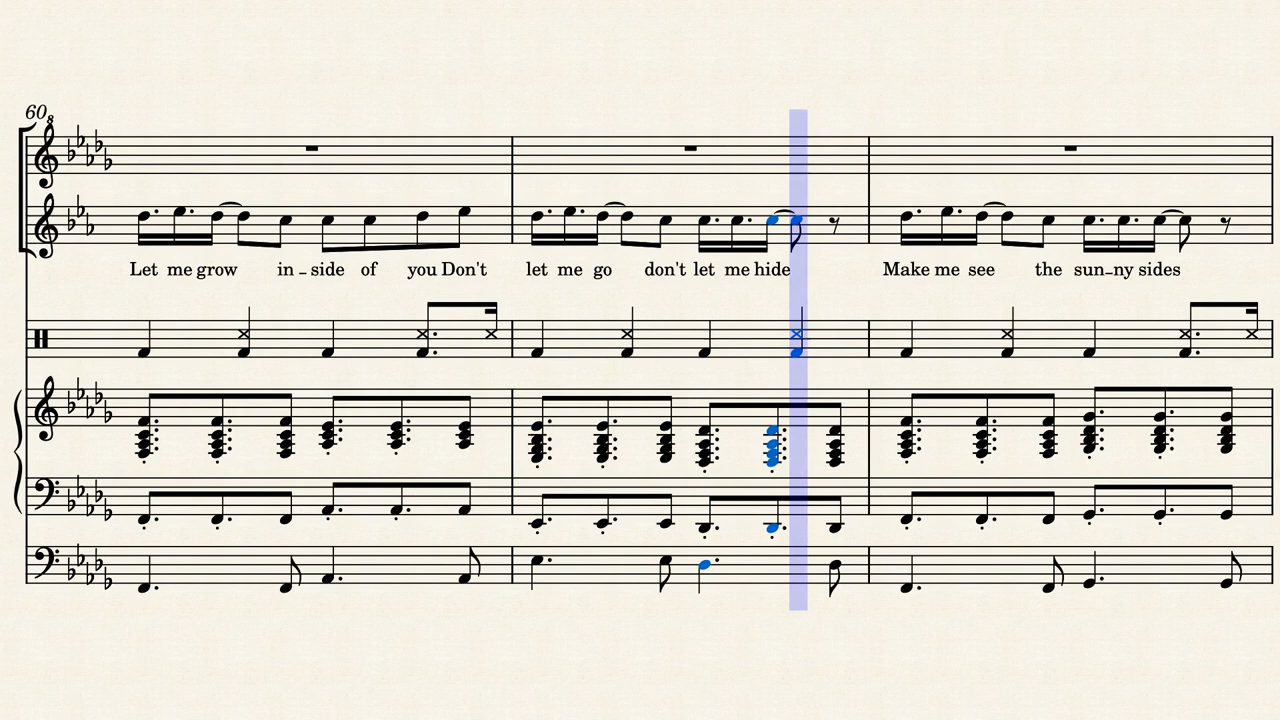 60
8
Let me grow in - side of you Don't let me go don't let me hide Make me see the sun - ny sides